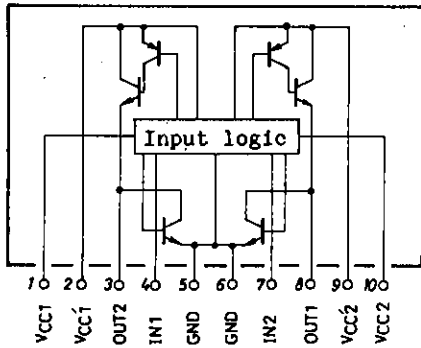 Input logic
1 2 3 4 5 6 7 8 9 10
VCC1 VCC1' OUT2 IN1 GND GND IN2 OUT1 VCC2' VCC2